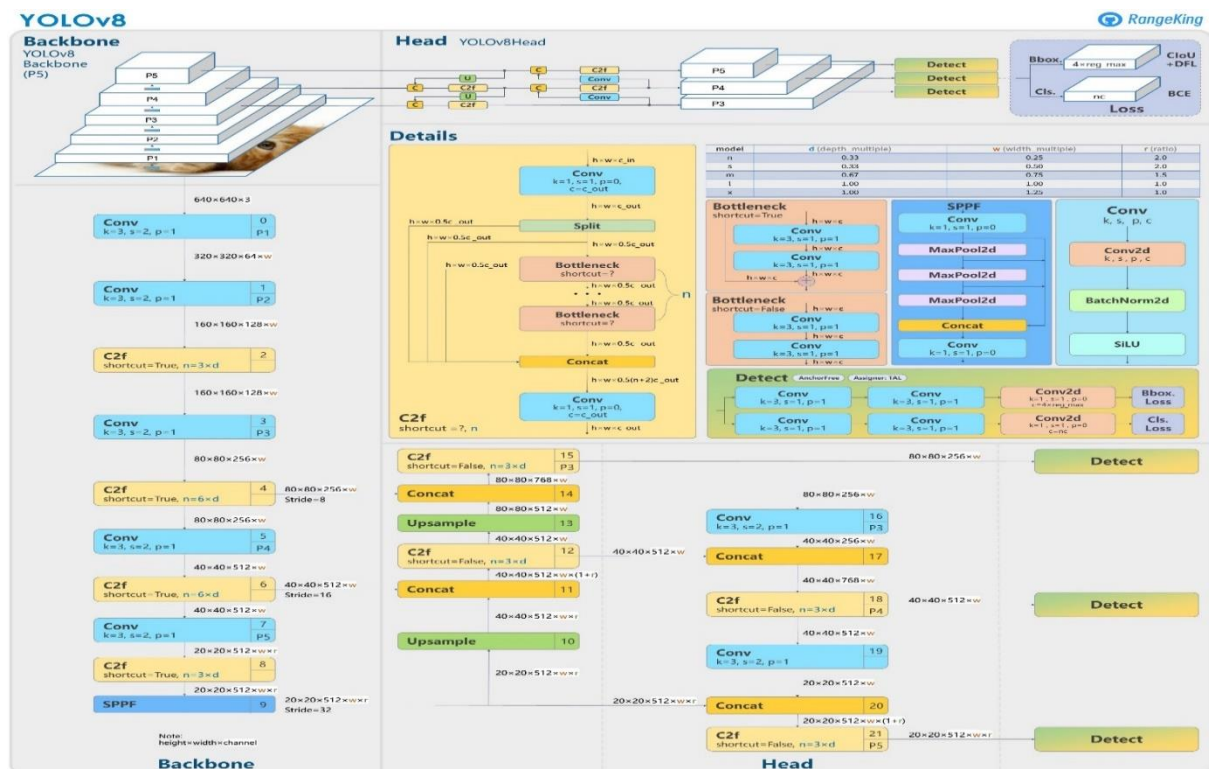 YOLOv8
RangeKing
Backbone
YOLOv8
Backbone
(P5)
P5
P4
P3
P2
P1
640×640×3
Conv 0
k=3, s=2, p=1 P1
320×320×64×w
Conv 1
k=3, s=2, p=1 P2
160×160×128×w
C2f 2
shortcut=True, n=3×d
160×160×128×w
Conv 3
k=3, s=2, p=1 P3
80×80×256×w
C2f 4
shortcut=True, n=6×d
80×80×256×w
Stride=8
80×80×256×w
Conv 5
k=3, s=2, p=1 P4
40×40×512×w
C2f 6
shortcut=True, n=6×d
40×40×512×w
Stride=16
40×40×512×w
Conv 7
k=3, s=2, p=1 P5
20×20×512×w×r
C2f 8
shortcut=True, n=3×d
20×20×512×w×r
SPPF 9
20×20×512×w×r
Stride=32
Note:
height×width×channel
Backbone
Head YOLOv8Head
C
U
C
C2f
U
C
C2f
C
C2f
Conv
C
C2f
Conv
P5
P4
P3
Detect
Detect
Detect
Bbox.
4×reg_max
CIoU
+DFL
Cls.
nc
BCE
Loss
Details
h×w×c_in
Conv
k=1, s=1, p=0,
c=c_out
h×w×c_out
Split
h×w×0.5c_out
h×w×0.5c_out
h×w×0.5c_out
h×w×0.5c_out
Bottleneck
shortcut=?
h×w×0.5c_out
...
h×w×0.5c_out
Bottleneck
shortcut=?
n
h×w×0.5c_out
Concat
h×w×0.5(n+2)c_out
Conv
k=1, s=1, p=0,
c=c_out
h×w×c_out
C2f
shortcut =?, n
model d (depth_multiple) w (width_multiple) r (ratio)
n 0.33 0.25 2.0
s 0.33 0.50 2.0
m 0.67 0.75 1.5
l 1.00 1.00 1.0
x 1.00 1.25 1.0
Bottleneck
shortcut=True
h×w×c
Conv
k=3, s=1, p=1
h×w×c
Conv
k=3, s=1, p=1
h×w×c
h×w×c
Bottleneck
shortcut=False
h×w×c
Conv
k=3, s=1, p=1
h×w×c
Conv
k=3, s=1, p=1
h×w×c
SPPF
Conv
k=1, s=1, p=0
MaxPool2d
MaxPool2d
MaxPool2d
Concat
Conv
k=1, s=1, p=0
Conv
k, s, p, c
Conv2d
k, s, p, c
BatchNorm2d
SiLU
Detect AnchorFree Assigner: TAL
Conv
k=3, s=1, p=1
Conv
k=3, s=1, p=1
Conv2d
k=1, s=1, p=0
c=4×reg_max
Bbox.
Loss
Conv
k=3, s=1, p=1
Conv
k=3, s=1, p=1
Conv2d
k=1, s=1, p=0
c=nc
Cls.
Loss
C2f 15
shortcut=False, n=3×d P3
80×80×256×w
Detect
80×80×768×w
Concat 14
80×80×512×w
Upsample 13
40×40×512×w
C2f 12
shortcut=False, n=3×d
40×40×512×w
40×40×512×w×(1+r)
Concat 11
40×40×512×w×r
Upsample 10
20×20×512×w×r
20×20×512×w×r
80×80×256×w
Conv 16
k=3, s=2, p=1 P3
40×40×256×w
Concat 17
40×40×768×w
C2f 18
shortcut=False, n=3×d P4
40×40×512×w
Detect
40×40×512×w
Conv 19
k=3, s=2, p=1
20×20×512×w
Concat 20
20×20×512×w×(1+r)
C2f 21
shortcut=False, n=3×d P5
20×20×512×w×r
Detect
Head